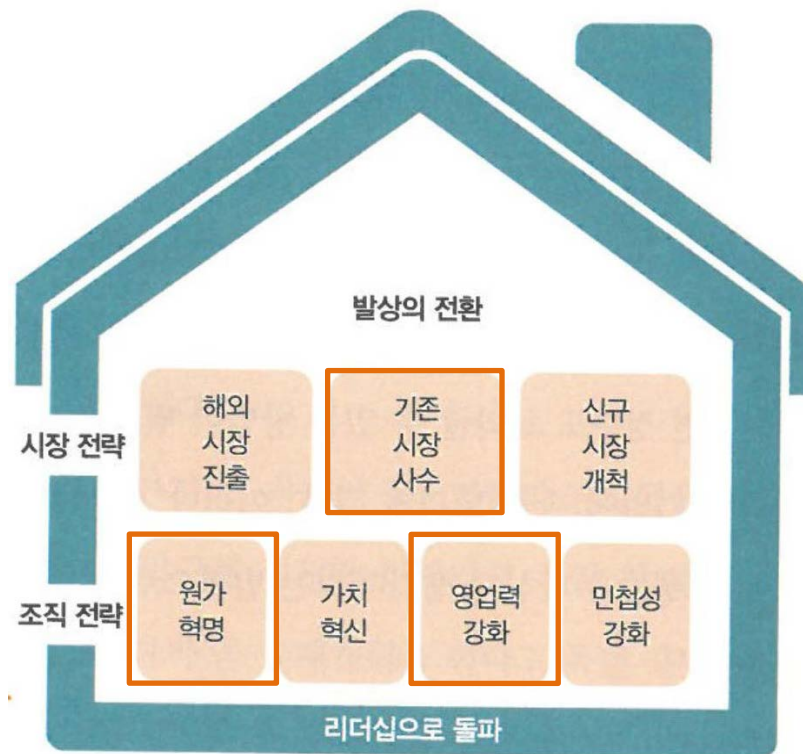 발상의 전환
시장 전략
해외
시장
진출
기존
시장
사수
신규
시장
개척
조직 전략
원가
혁명
가치
혁신
영업력
강화
민첩성
강화
리더십으로 돌파